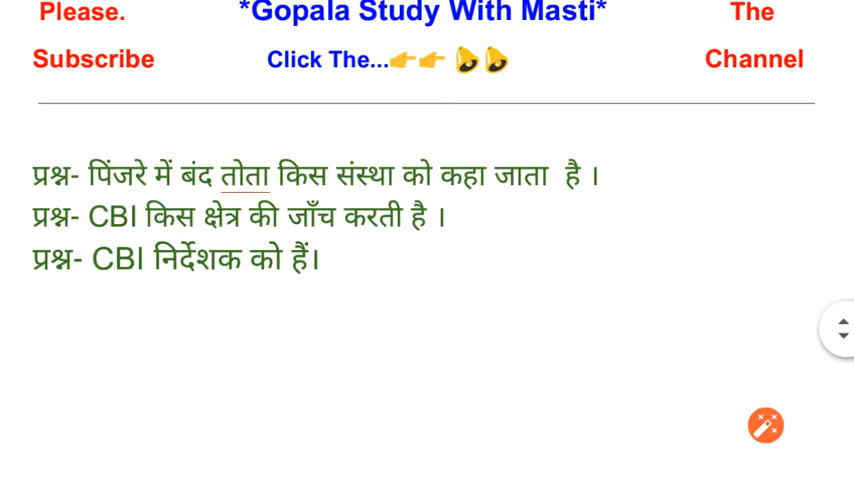 Please. *Gopala Study With Masti* The
Subscribe Click The...👉👉 🔔🔔 Channel
प्रश्न- पिंजरे में बंद तोता किस संस्था को कहा जाता है ।
प्रश्न- CBI किस क्षेत्र की जाँच करती है ।
प्रश्न- CBI निर्देशक को हैं।